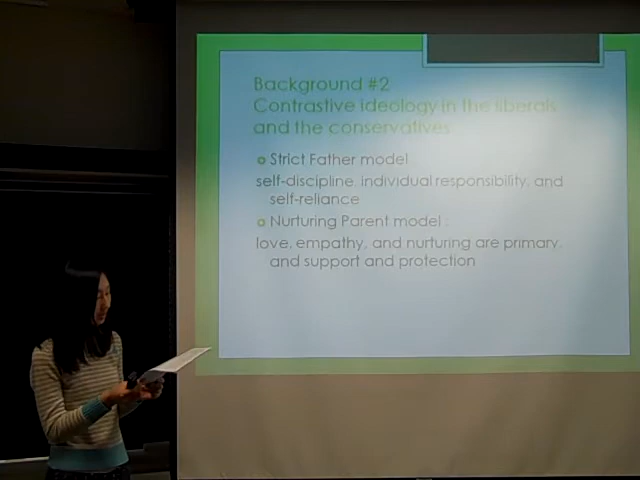 Background #2
Contrastive ideology in the liberals
and the conservatives
Strict Father model
self-discipline, individual responsibility, and
self-reliance
Nurturing Parent model :
love, empathy, and nurturing are primary,
and support and protection